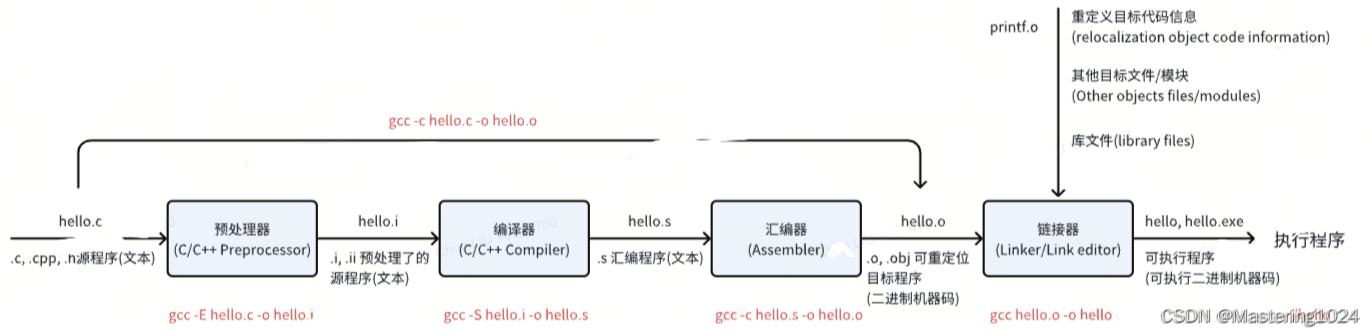 printf.o
重定义目标代码信息
(relocalization object code information)
其他目标文件/模块
(Other objects files/modules)
库文件(library files)
gcc -c hello.c -o hello.o
hello.c
.c, .cpp, .n源程序(文本)
预处理器
(C/C++ Preprocessor)
gcc -E hello.c -o hello.i
hello.i
.i, .ii 预处理了的
源程序(文本)
编译器
(C/C++ Compiler)
gcc -S hello.i -o hello.s
hello.s
.s 汇编程序(文本)
汇编器
(Assembler)
gcc -c hello.s -o hello.o
hello.o
.o, .obj 可重定位
目标程序
(二进制机器码)
链接器
(Linker/Link editor)
gcc hello.o -o hello
hello, hello.exe
可执行程序
(可执行二进制机器码)
执行程序
CSDN @Mastering1024